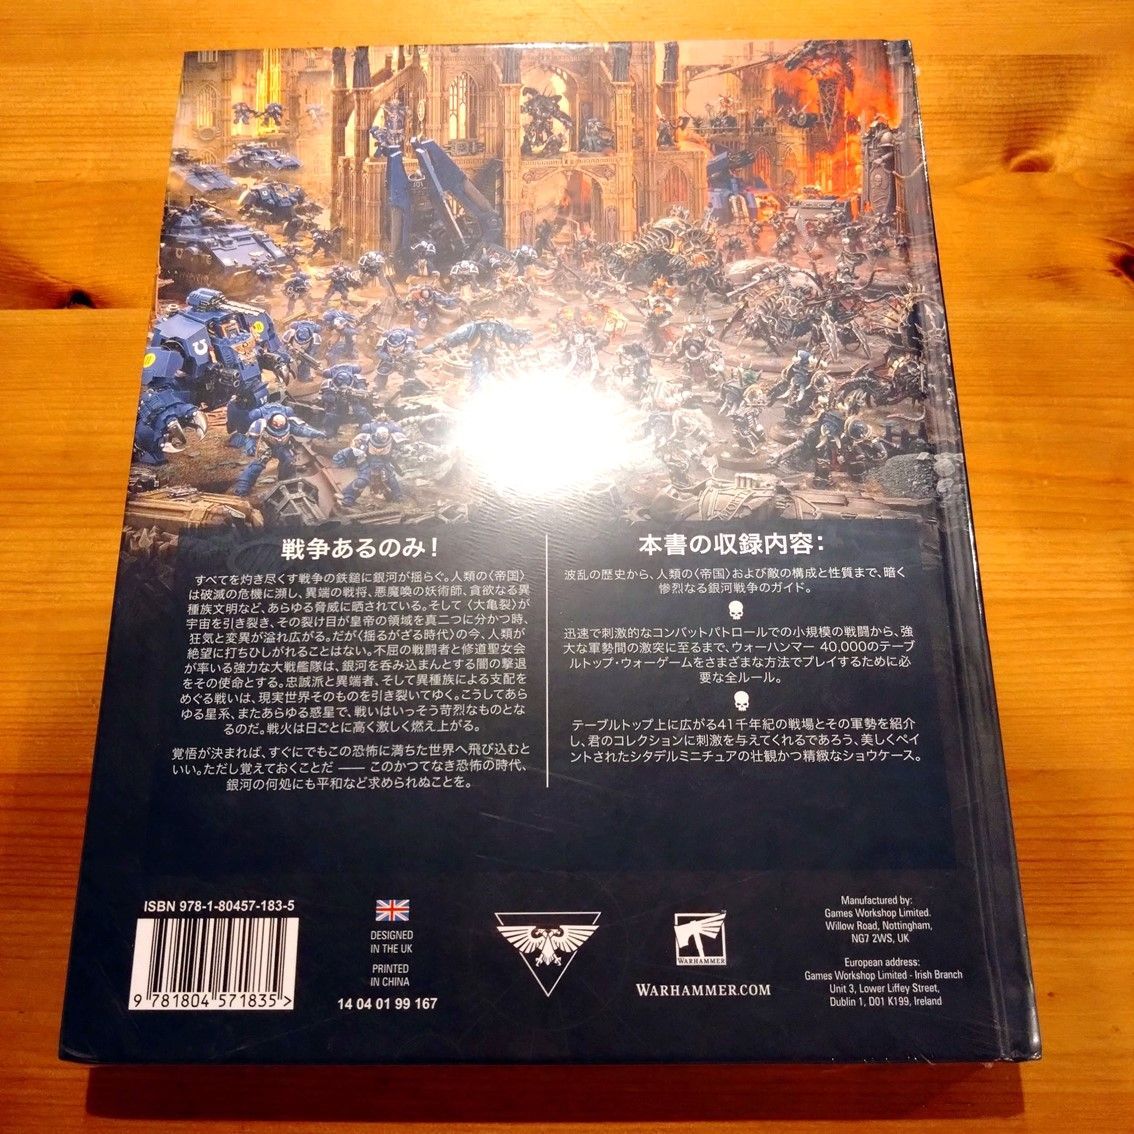 戦争あるのみ！
すべてを灼き尽くす戦争の鉄鎚に銀河が揺らぐ。人類の〈帝国〉
は破滅の危機に瀕し、異端の戦将、悪魔喚の妖術師、貪欲なる異
種族文明など、あらゆる脅威に晒されている。そして〈大亀裂〉が
宇宙を引き裂き、その裂け目が皇帝の領域を真二つに分かつ時、
狂気と変異が溢れ広がる。だが〈揺るがざる時代〉の今、人類が
絶望に打ちひしがれることはない。不屈の戦闘者と修道聖女会
が率いる強力な大戦艦隊は、銀河を呑み込まんとする闇の撃退
をその使命とする。忠誠派と異端者、そして異種族による支配を
めぐる戦いは、現実世界そのものを引き裂いてゆく。こうしてあら
ゆる星系、またあらゆる惑星で、戦いはいっそう苛烈なものとな
るのだ。戦火は日ごとに高く激しく燃え上がる。
覚悟が決まれば、すぐにでもこの恐怖に満ちた世界へ飛び込むと
いい。ただし覚えておくことだ ―― このかつてなき恐怖の時代、
銀河の何処にも平和など求められぬことを。
本書の収録内容：
波乱の歴史から、人類の〈帝国〉および敵の構成と性質まで、暗く
惨烈なる銀河戦争のガイド。
迅速で刺激的なコンバットパトロールでの小規模の戦闘から、強
大な軍勢間の激突に至るまで、ウォーハンマー 40,000のテーブ
ルトップ・ウォーゲームをさまざまな方法でプレイするために必
要な全ルール。
テーブルトップ上に広がる41千年紀の戦場とその軍勢を紹介
し、君のコレクションに刺激を与えてくれるであろう、美しくペイ
ントされたシタデルミニチュアの壮観かつ精緻なショウケース。
ISBN 978-1-80457-183-5
9 781804 571835 >
DESIGNED
IN THE UK
PRINTED
IN CHINA
14 04 01 99 167
WARHAMMER
WARHAMMER.COM
Manufactured by:
Games Workshop Limited.
Willow Road, Nottingham,
NG7 2WS, UK
European address:
Games Workshop Limited - Irish Branch
Unit 3, Lower Liffey Street,
Dublin 1, D01 K199, Ireland